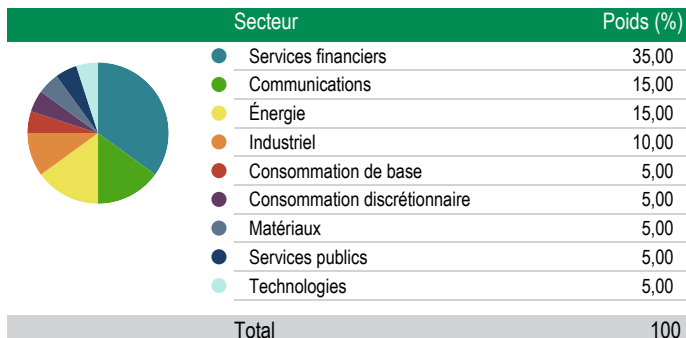 Secteur Poids (%)
Services financiers 35,00
Communications 15,00
Énergie 15,00
Industriel 10,00
Consommation de base 5,00
Consommation discrétionnaire 5,00
Matériaux 5,00
Services publics 5,00
Technologies 5,00
Total 100